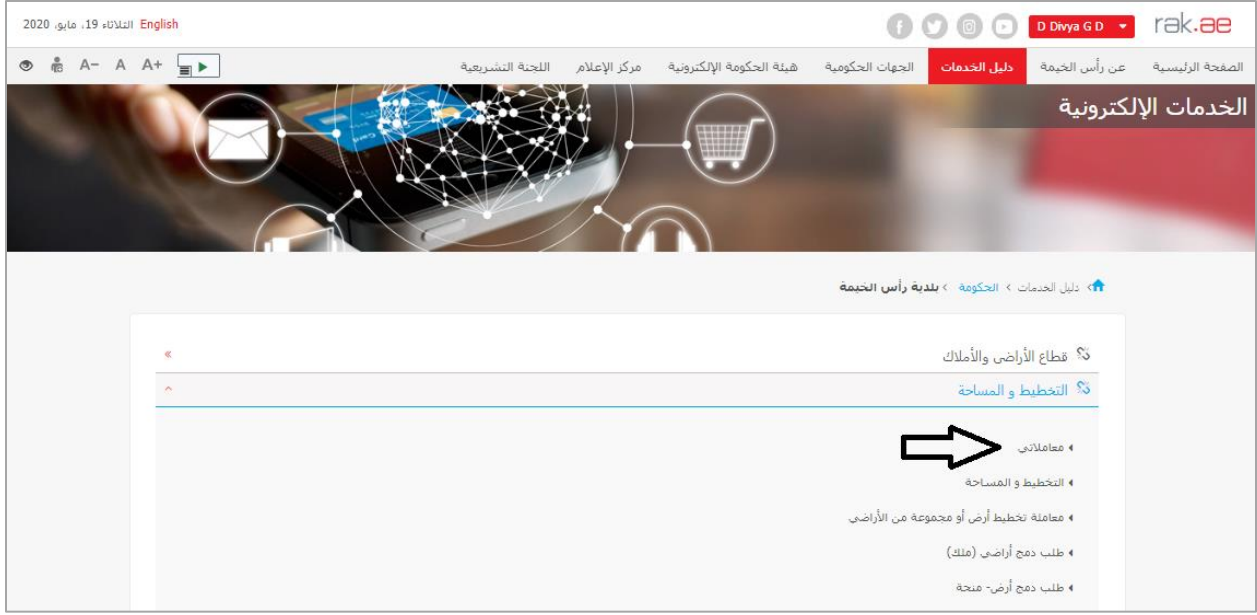 rak.ae
D Divya G D
English الثلاثاء 19، مايو، 2020
الصفحة الرئيسية
عن رأس الخيمة
دليل الخدمات
الجهات الحكومية
هيئة الحكومة الإلكترونية
مركز الإعلام
اللجنة التشريعية
A+ A A-
الخدمات الإلكترونية
دليل الخدمات › الحكومة › بلدية رأس الخيمة
قطاع الأراضي والأملاك
التخطيط و المساحة
معاملاتي
التخطيط و المساحة
معاملة تخطيط أرض أو مجموعة من الأراضي
طلب دمج أراضي (ملك)
طلب دمج أرض- منحة